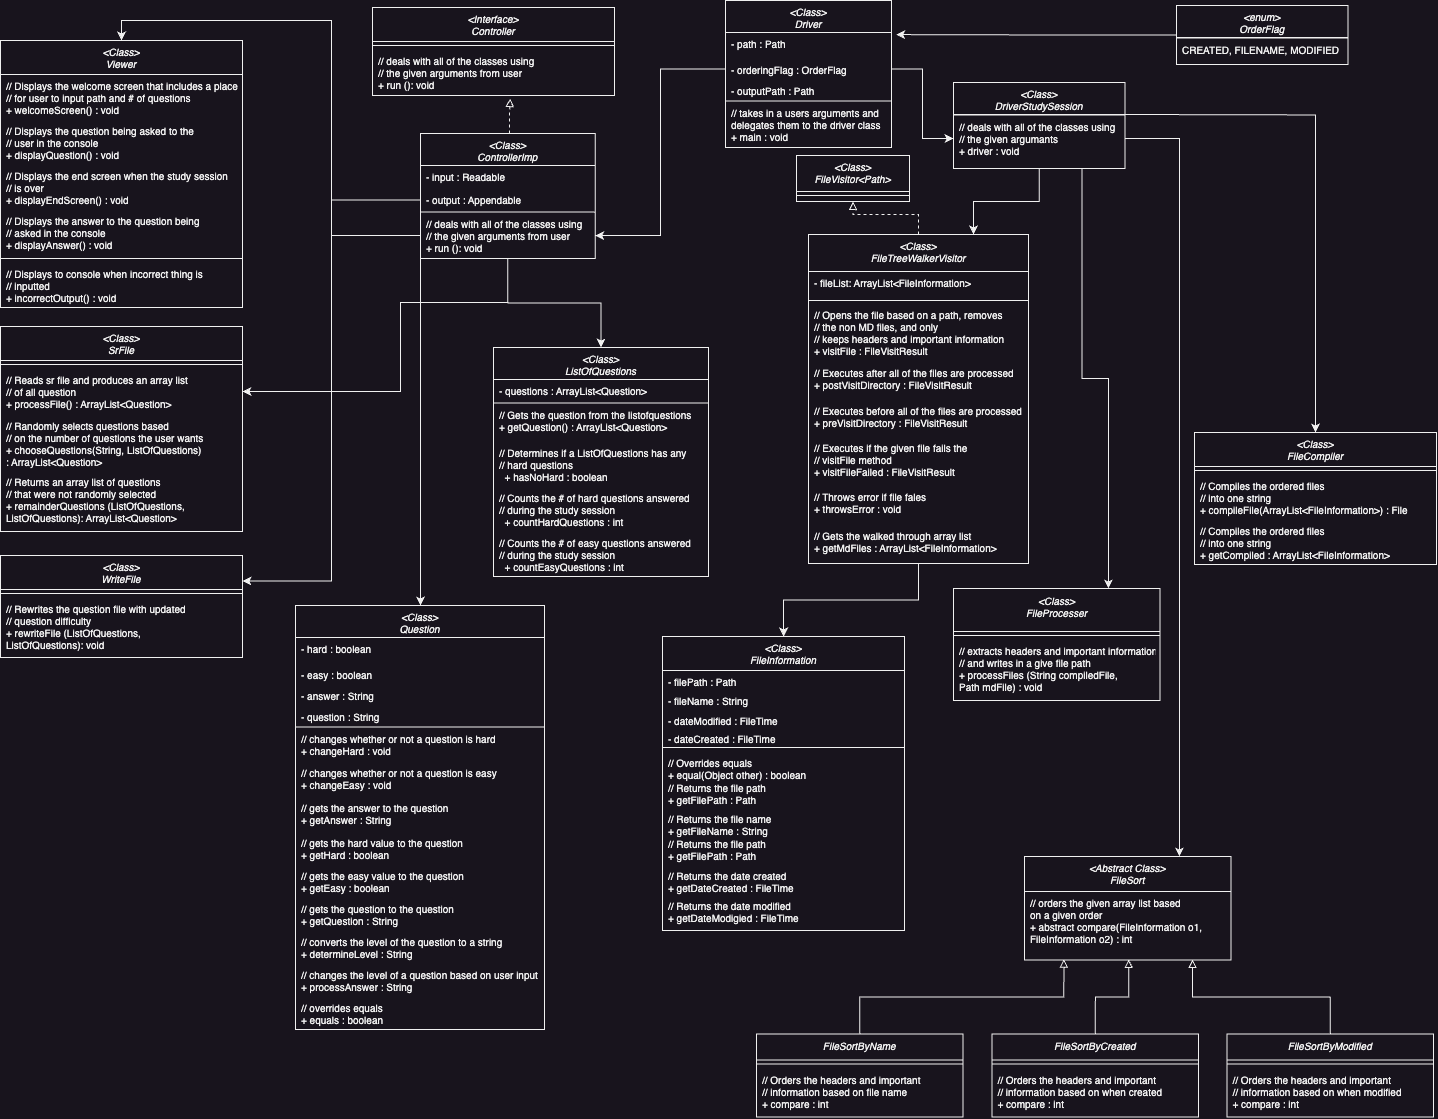 <Class>
Viewer
// Displays the welcome screen that includes a place
// for user to input path and # of questions
+ welcomeScreen() : void
// Displays the question being asked to the
// user in the console
+ displayQuestion() : void
// Displays the end screen when the study session
// is over
+ displayEndScreen() : void
// Displays the answer to the question being
// asked in the console
+ displayAnswer() : void
// Displays to console when incorrect thing is
// inputted
+ incorrectOutput() : void
<Class>
SrFile
// Reads sr file and produces an array list
// of all question
+ processFile() : ArrayList<Question>
// Randomly selects questions based
// on the number of questions the user wants
+ chooseQuestions(String, ListOfQuestions)
: ArrayList<Question>
// Returns an array list of questions
// that were not randomly selected
+ remainderQuestions (ListOfQuestions,
ListOfQuestions): ArrayList<Question>
<Class>
WriteFile
// Rewrites the question file with updated
// question difficulty
+ rewriteFile (ListOfQuestions,
ListOfQuestions): void
<Interface>
Controller
// deals with all of the classes using
// the given arguments from user
+ run (): void
<Class>
ControllerImp
- input : Readable
- output : Appendable
// deals with all of the classes using
// the given arguments from user
+ run (): void
<Class>
ListOfQuestions
- questions : ArrayList<Question>
// Gets the question from the listofquestions
+ getQuestion() : ArrayList<Question>
// Determines if a ListOfQuestions has any
// hard questions
+ hasNoHard : boolean
// Counts the # of hard questions answered
// during the study session
+ countHardQuestions : int
// Counts the # of easy questions answered
// during the study session
+ countEasyQuestions : int
<Class>
Question
- hard : boolean
- easy : boolean
- answer : String
- question : String
// changes whether or not a question is hard
+ changeHard : void
// changes whether or not a question is easy
+ changeEasy : void
// gets the answer to the question
+ getAnswer : String
// gets the hard value to the question
+ getHard : boolean
// gets the easy value to the question
+ getEasy : boolean
// gets the question to the question
+ getQuestion : String
// converts the level of the question to a string
+ determineLevel : String
// changes the level of a question based on user input
+ processAnswer : String
// overrides equals
+ equals : boolean
<Class>
Driver
- path : Path
- orderingFlag : OrderFlag
- outputPath : Path
// takes in a users arguments and
delegates them to the driver class
+ main : void
<enum>
OrderFlag
CREATED, FILENAME, MODIFIED
<Class>
DriverStudySession
// deals with all of the classes using
// the given argumants
+ driver : void
<Class>
FileVisitor<Path>
<Class>
FileTreeWalkerVisitor
- fileList: ArrayList<FileInformation>
// Opens the file based on a path, removes
// the non MD files, and only
// keeps headers and important information
+ visitFile : FileVisitResult
// Executes after all of the files are processed
+ postVisitDirectory : FileVisitResult
// Executes before all of the files are processed
+ preVisitDirectory : FileVisitResult
// Executes if the given file fails the
// visitFile method
+ visitFileFailed : FileVisitResult
// Throws error if file fales
+ throwsError : void
// Gets the walked through array list
+ getMdFiles : ArrayList<FileInformation>
<Class>
FileInformation
- filePath : Path
- fileName : String
- dateModified : FileTime
- dateCreated : FileTime
// Overrides equals
+ equal(Object other) : boolean
// Returns the file path
+ getFilePath : Path
// Returns the file name
+ getFileName : String
// Returns the file path
+ getFilePath : Path
// Returns the date created
+ getDateCreated : FileTime
// Returns the date modified
+ getDateModigied : FileTime
<Class>
FileCompiler
// Compiles the ordered files
// into one string
+ compileFile(ArrayList<FileInformation>) : File
// Compiles the ordered files
// into one string
+ getCompiled : ArrayList<FileInformation>
<Class>
FileProcesser
// extracts headers and important information
// and writes in a give file path
+ processFiles (String compiledFile,
Path mdFile) : void
<Abstract Class>
FileSort
// orders the given array list based
on a given order
+ abstract compare(FileInformation o1,
FileInformation o2) : int
FileSortByName
// Orders the headers and important
// information based on file name
+ compare : int
FileSortByCreated
// Orders the headers and important
// information based on when created
+ compare : int
FileSortByModified
// Orders the headers and important
// information based on when modified
+ compare : int